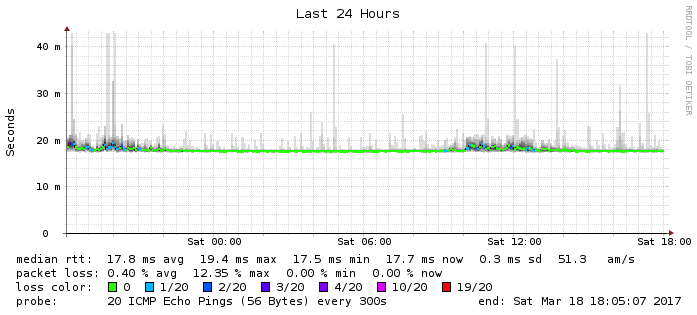 Last 24 Hours
RRDTOOL / TOBI OETIKER
Seconds
40 m
30 m
20 m
10 m
0
Sat 00:00 Sat 06:00 Sat 12:00 Sat 18:00
median rtt: 17.8 ms avg 19.4 ms max 17.5 ms min 17.7 ms now 0.3 ms sd 51.3 am/s
packet loss: 0.40 % avg 12.35 % max 0.00 % min 0.00 % now
loss color: 0 1/20 2/20 3/20 4/20 10/20 19/20
probe: 20 ICMP Echo Pings (56 Bytes) every 300s end: Sat Mar 18 18:05:07 2017